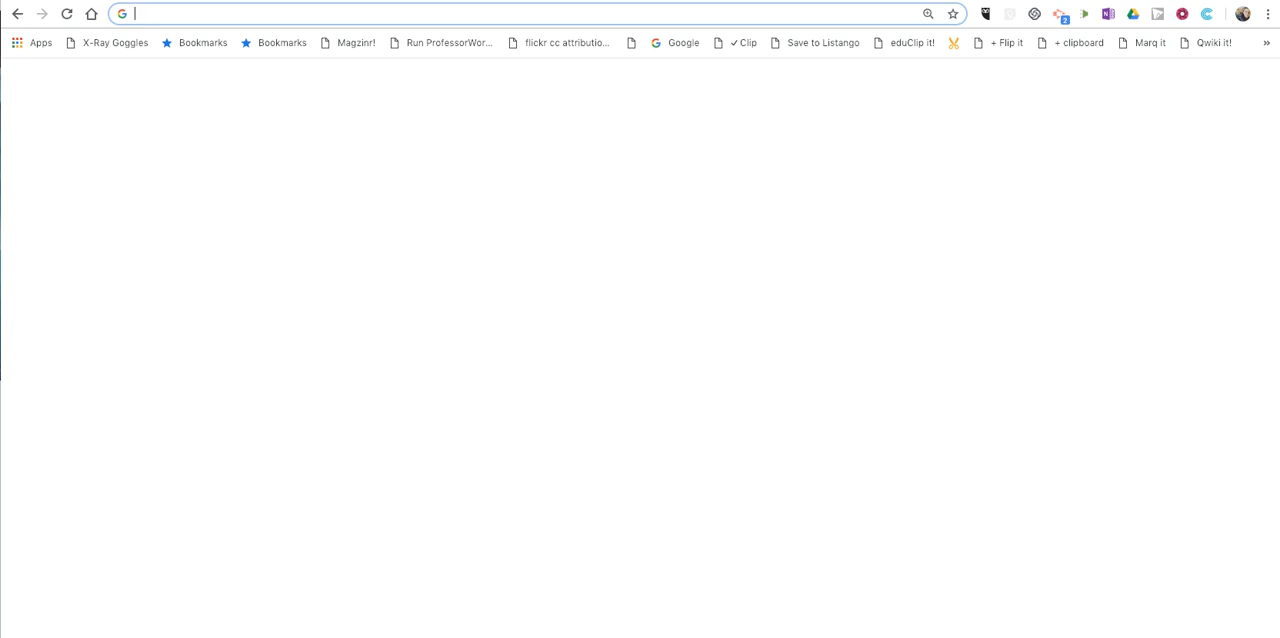 2
Apps X-Ray Goggles Bookmarks Bookmarks Magzinr! Run ProfessorWor... flickr cc attributio... Google ✓ Clip Save to Listango eduClip it! + Flip it + clipboard Marq it Qwiki it! »